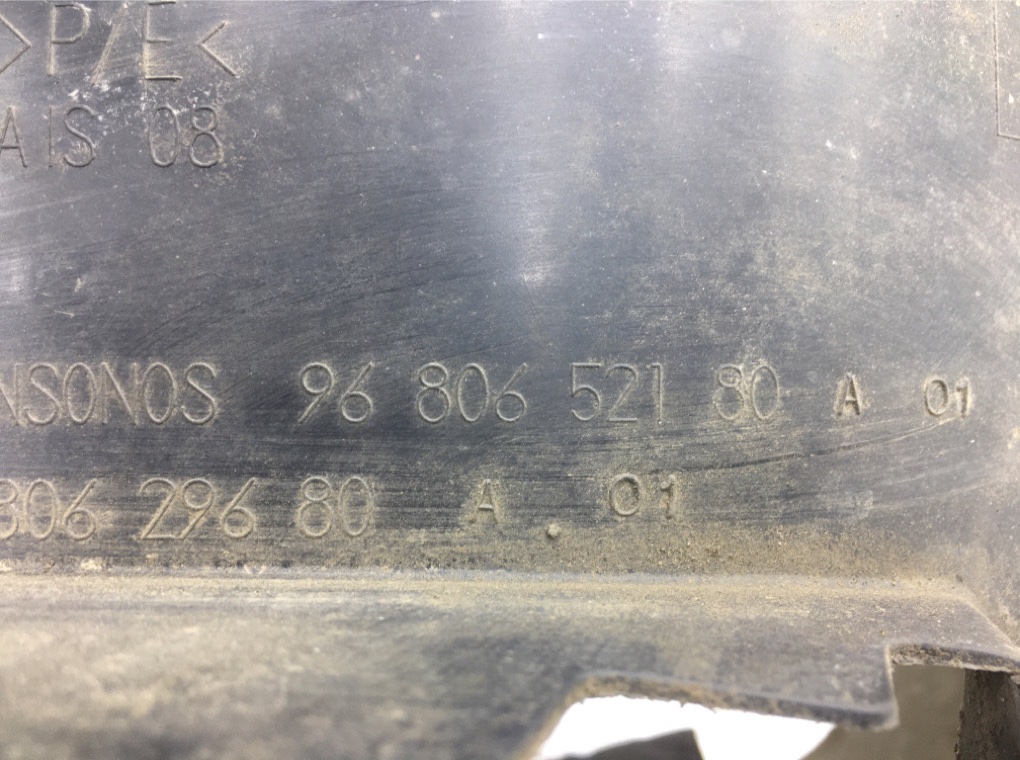 >P/E<
AIS 08
NSONOS 96 806 521 80 A 01
806 296 80 A . 01